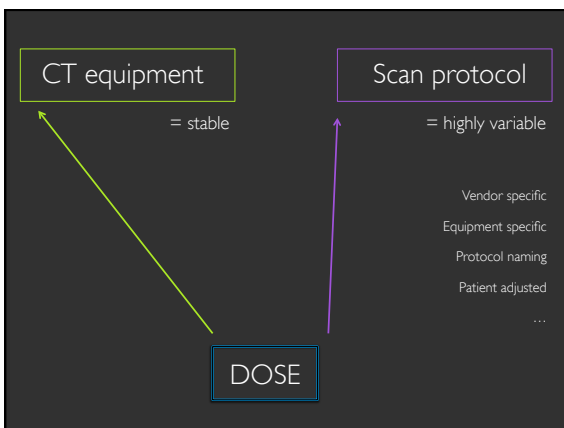 CT equipment
= stable
Scan protocol
= highly variable
Vendor specific
Equipment specific
Protocol naming
Patient adjusted
…
DOSE